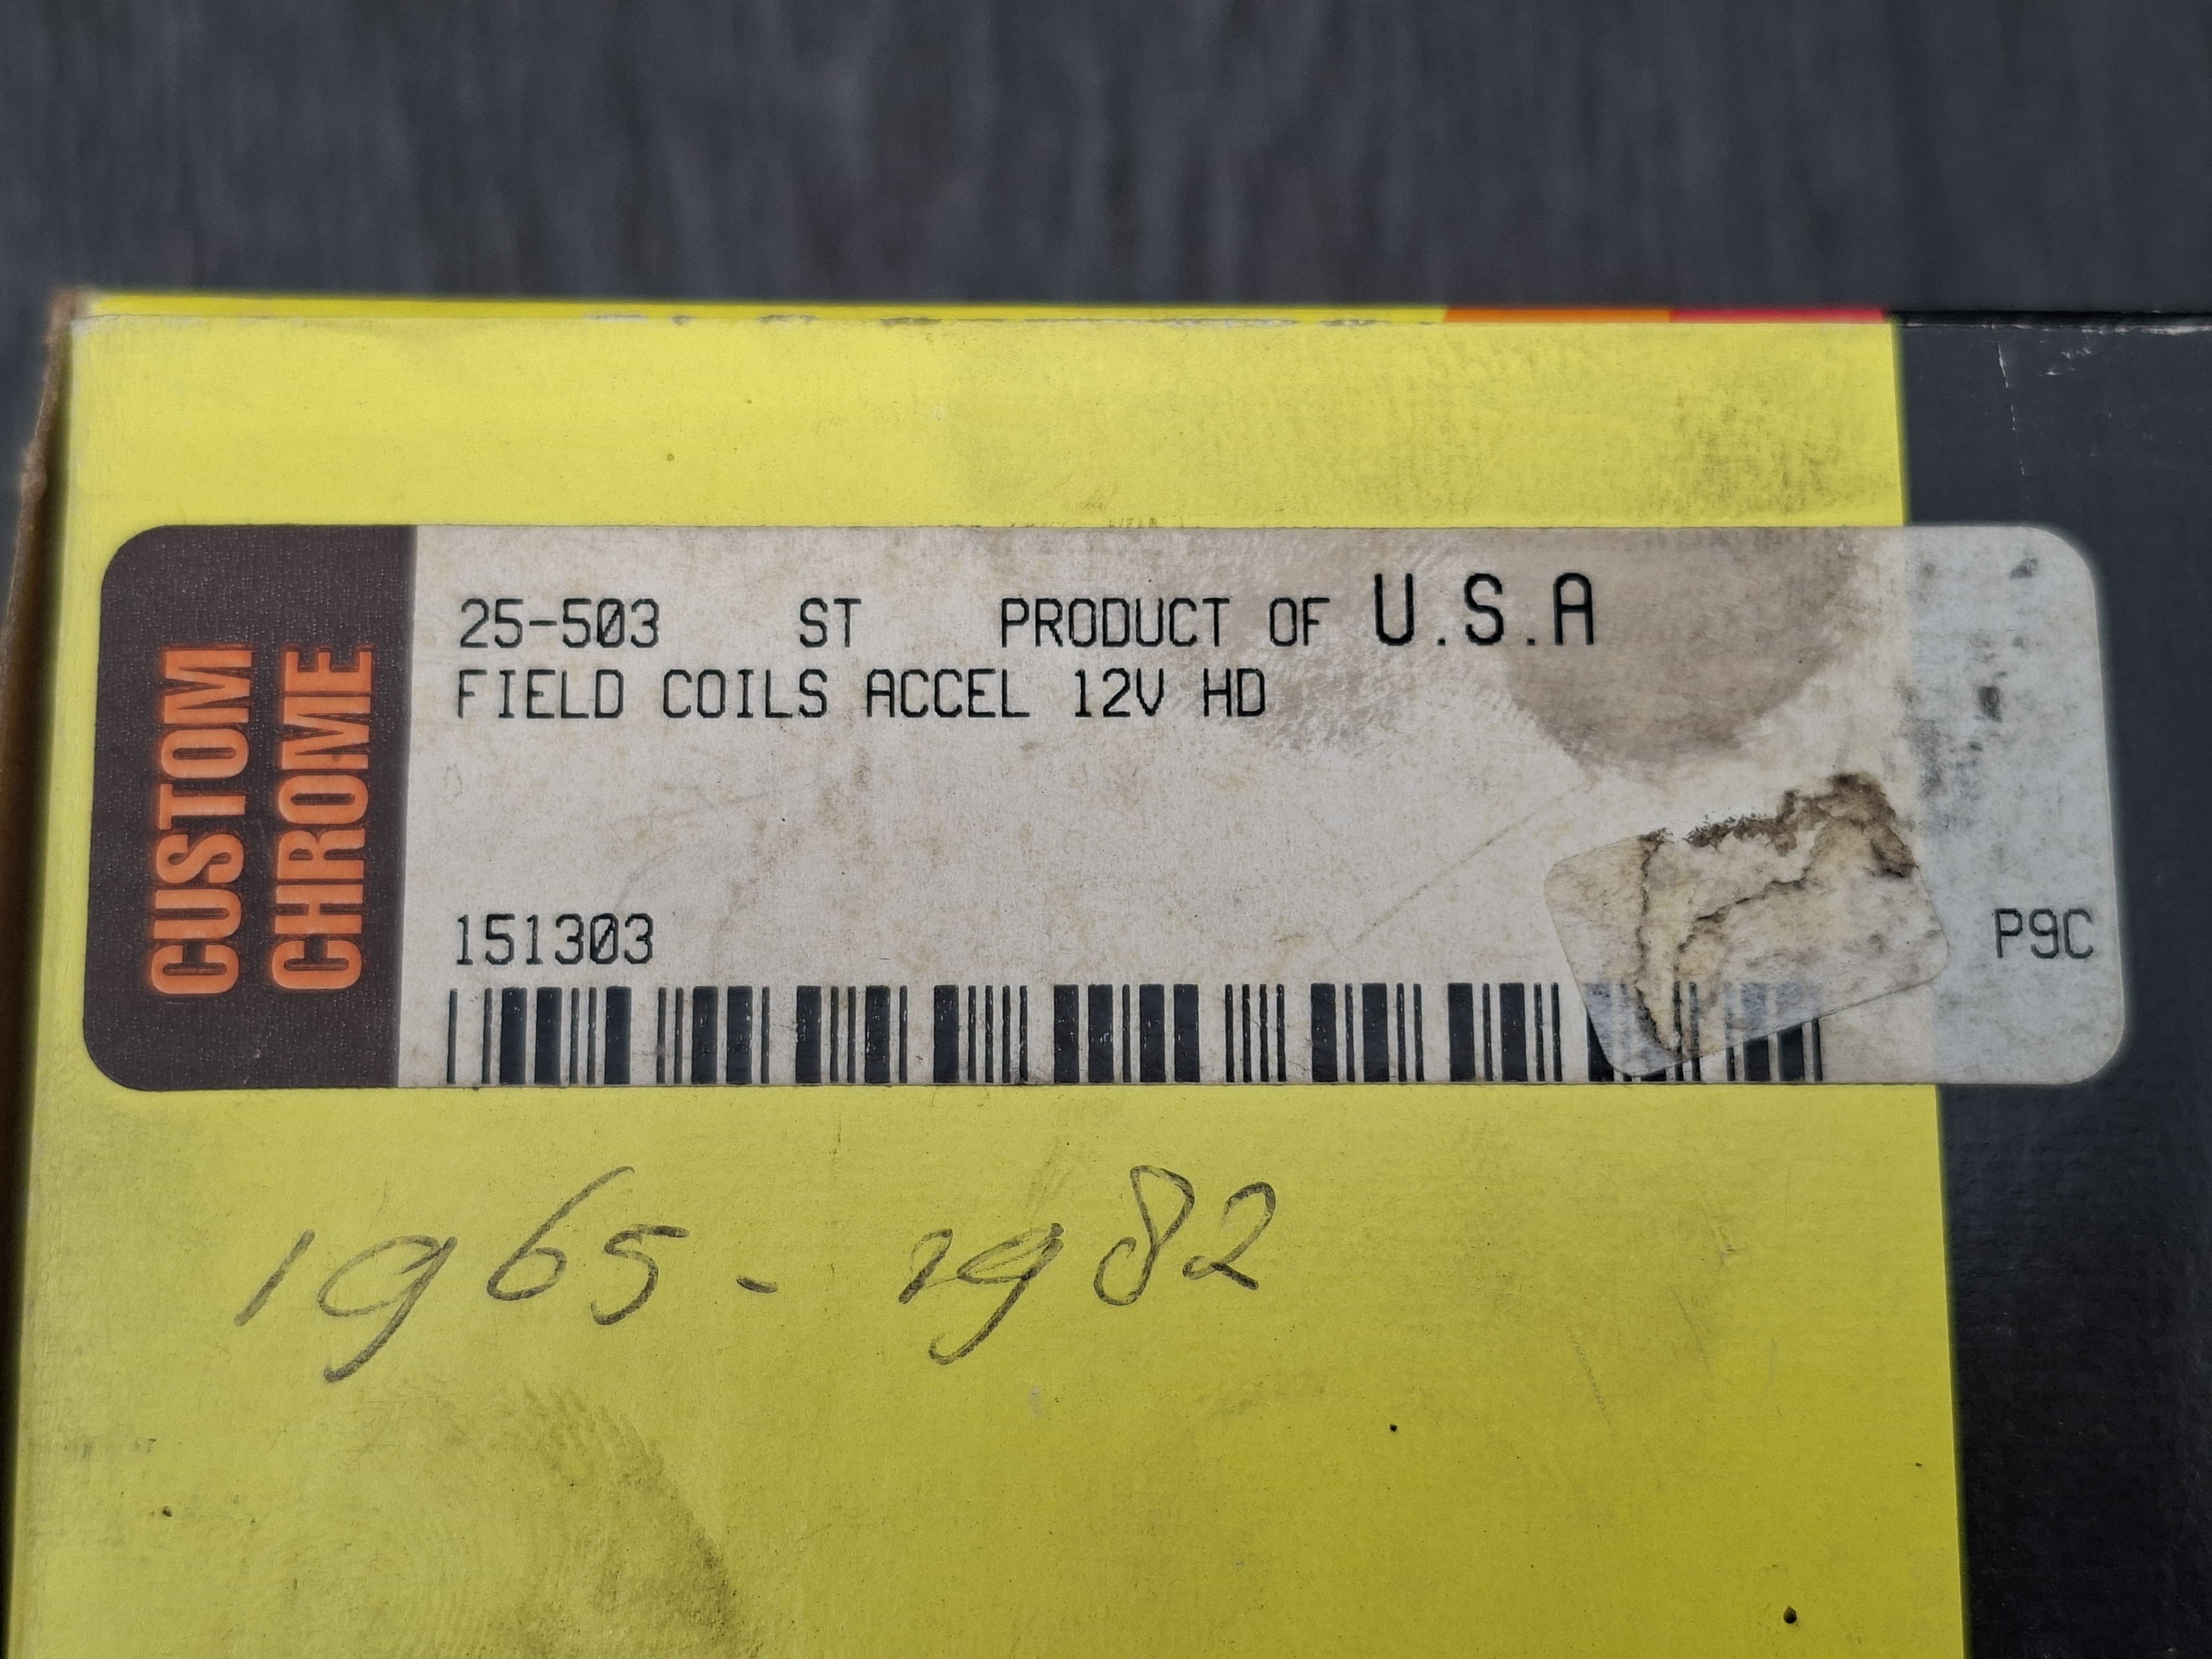 CUSTOM
CHROME
25-503 ST PRODUCT OF U.S.A
FIELD COILS ACCEL 12V HD
151303
P9C
1965 - 1982